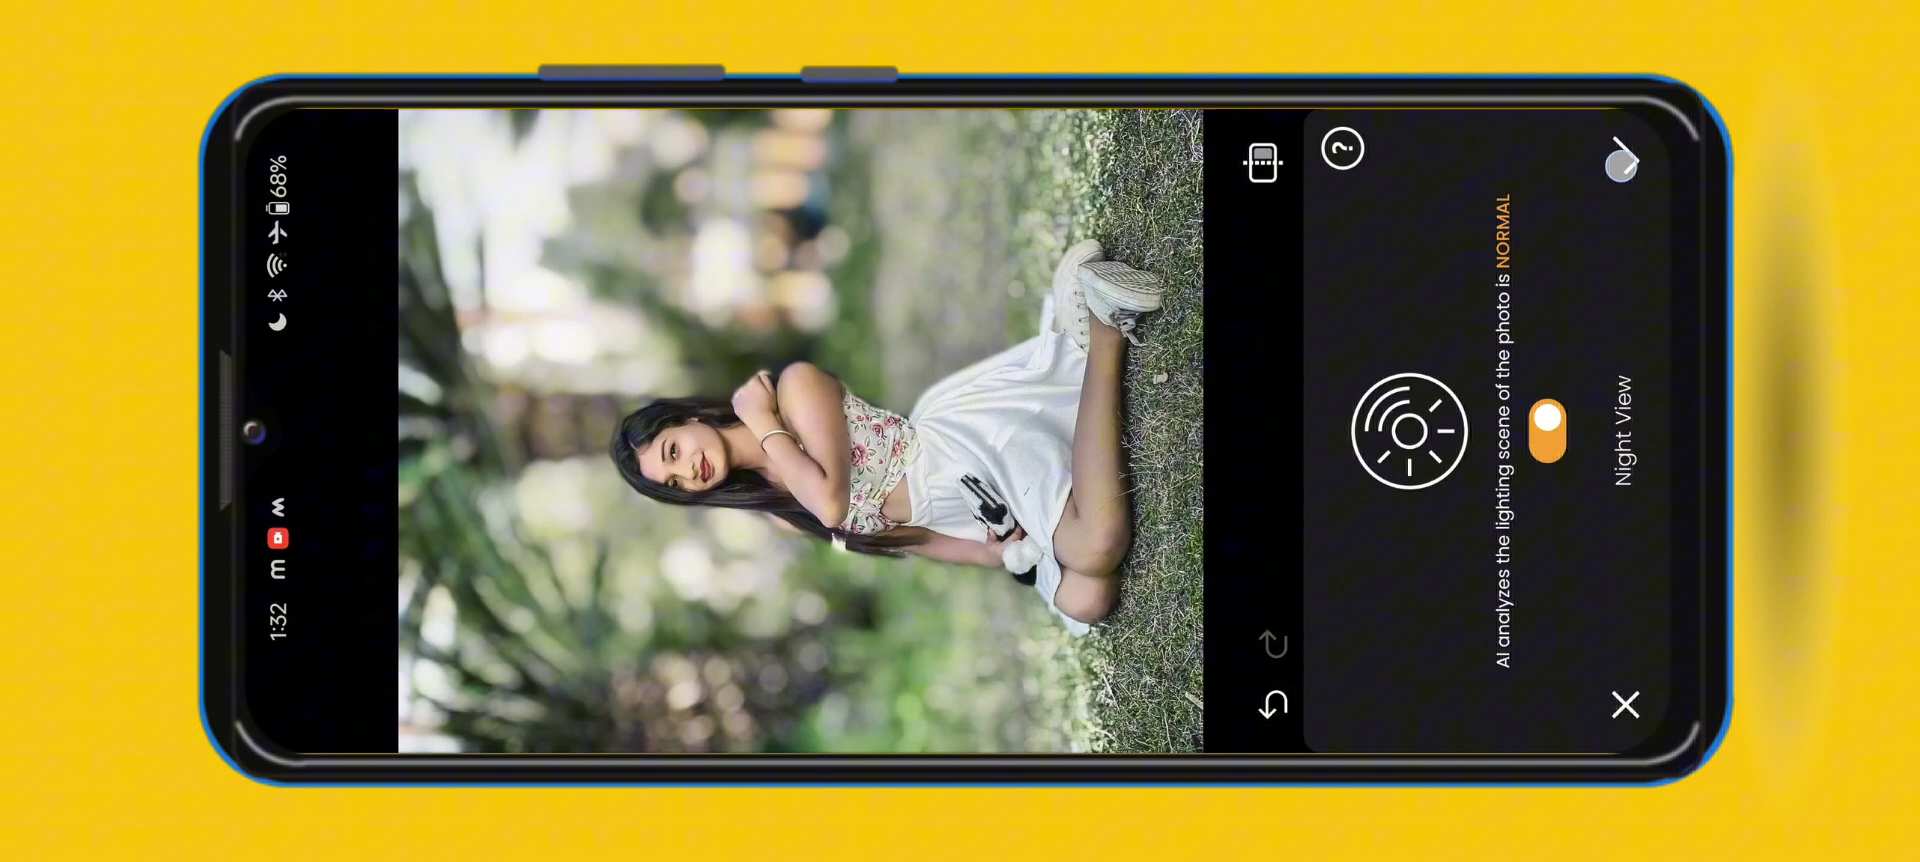 1:32 m w 68%
?
AI analyzes the lighting scene of the photo is NORMAL
Night View